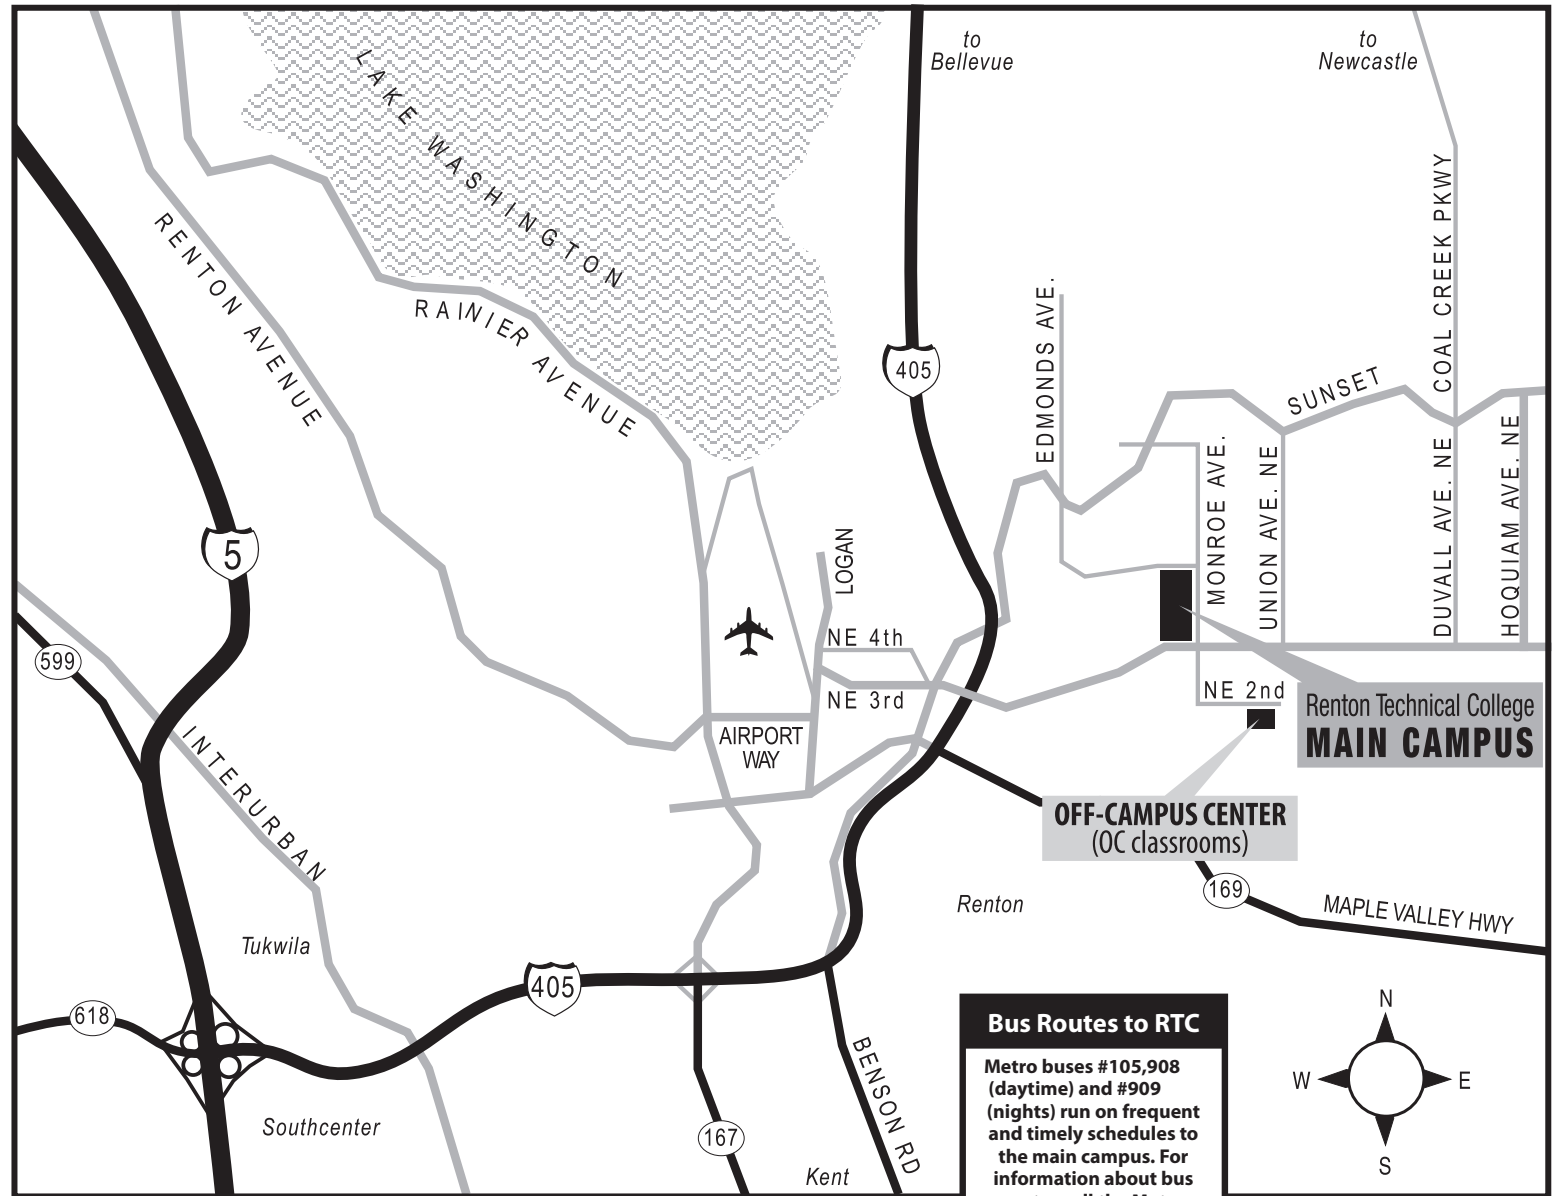 to
Bellevue
to
Newcastle
LAKE WASHINGTON
RENTON AVENUE
RAINIER AVENUE
405
EDMONDS AVE.
COAL CREEK PKWY
SUNSET
MONROE AVE.
UNION AVE. NE
DUVALL AVE. NE
HOQUIAM AVE. NE
5
LOGAN
599
NE 4th
NE 3rd
NE 2nd
AIRPORT
WAY
Renton Technical College
MAIN CAMPUS
INTERURBAN
OFF-CAMPUS CENTER
(OC classrooms)
169
MAPLE VALLEY HWY
Renton
Tukwila
405
618
Southcenter
167
BENSON RD
Kent
Bus Routes to RTC
Metro buses #105,908
(daytime) and #909
(nights) run on frequent
and timely schedules to
the main campus. For
information about bus
N
W
E
S